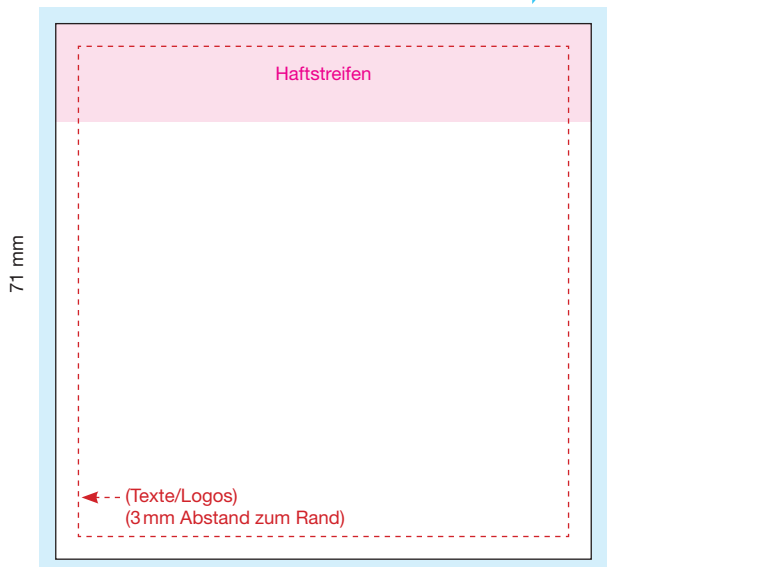 Haftstreifen
71 mm
(Texte/Logos)
(3 mm Abstand zum Rand)